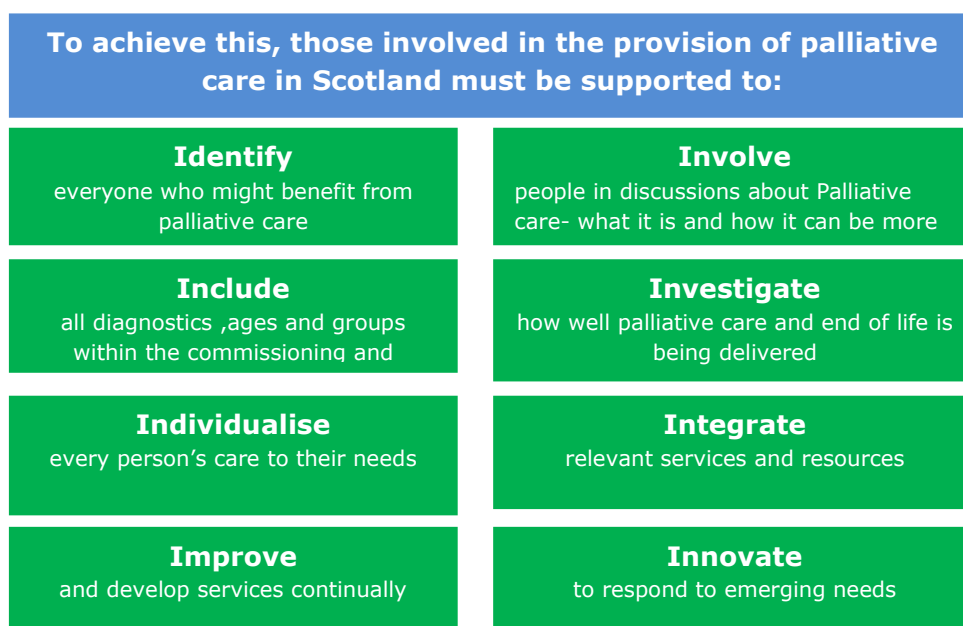 To achieve this, those involved in the provision of palliative
care in Scotland must be supported to:
Identify
everyone who might benefit from
palliative care
Involve
people in discussions about Palliative
care- what it is and how it can be more
Include
all diagnostics ,ages and groups
within the commissioning and
Investigate
how well palliative care and end of life is
being delivered
Individualise
every person’s care to their needs
Integrate
relevant services and resources
Improve
and develop services continually
Innovate
to respond to emerging needs